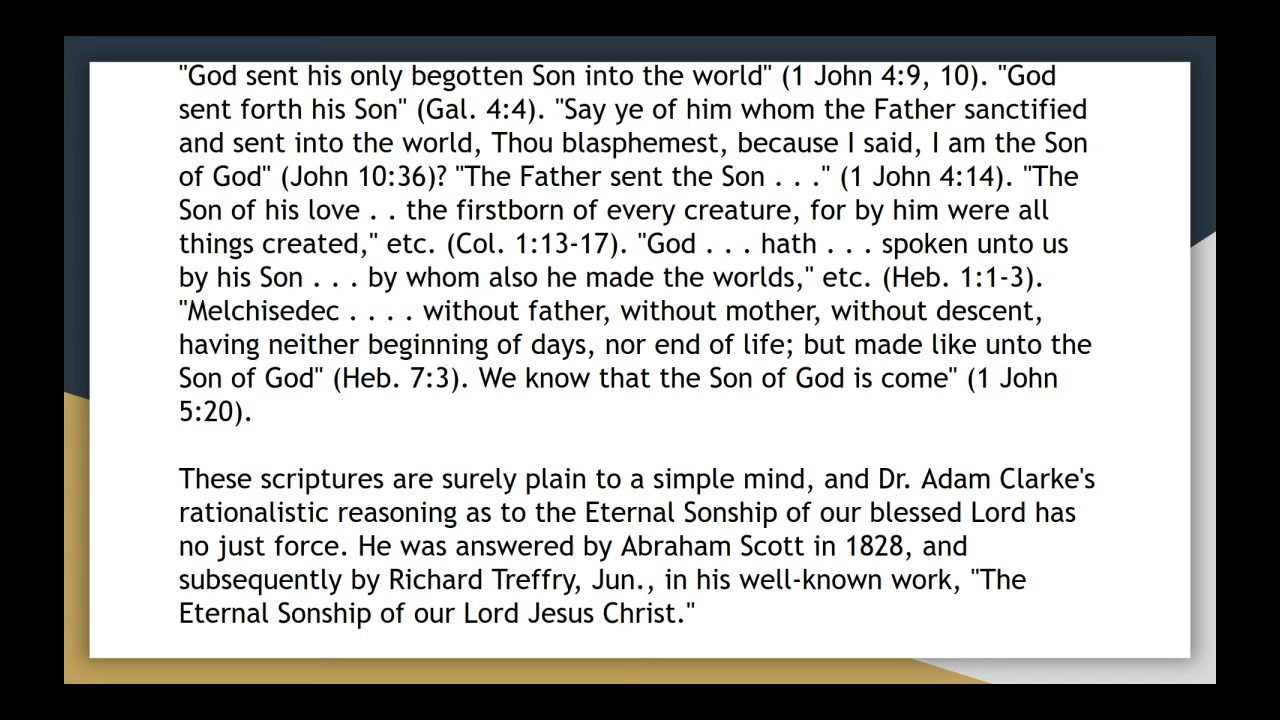 "God sent his only begotten Son into the world" (1 John 4:9, 10). "God
sent forth his Son" (Gal. 4:4). "Say ye of him whom the Father sanctified
and sent into the world, Thou blasphemest, because I said, I am the Son
of God" (John 10:36)? "The Father sent the Son . . ." (1 John 4:14). "The
Son of his love . . the firstborn of every creature, for by him were all
things created," etc. (Col. 1:13-17). "God . . . hath . . . spoken unto us
by his Son . . . by whom also he made the worlds," etc. (Heb. 1:1-3).
"Melchisedec . . . . without father, without mother, without descent,
having neither beginning of days, nor end of life; but made like unto the
Son of God" (Heb. 7:3). We know that the Son of God is come" (1 John
5:20).
These scriptures are surely plain to a simple mind, and Dr. Adam Clarke's
rationalistic reasoning as to the Eternal Sonship of our blessed Lord has
no just force. He was answered by Abraham Scott in 1828, and
subsequently by Richard Treffry, Jun., in his well-known work, "The
Eternal Sonship of our Lord Jesus Christ."